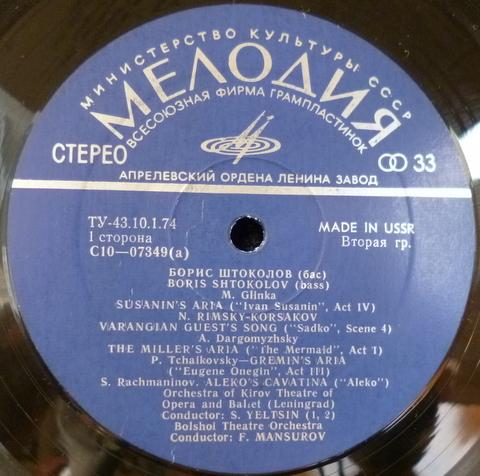 МИНИСТЕРСТВО КУЛЬТУРЫ СССР
МЕЛОДИЯ
ВСЕСОЮЗНАЯ ФИРМА ГРАМПЛАСТИНОК
СТЕРЕО
33
АПРЕЛЕВСКИЙ ОРДЕНА ЛЕНИНА ЗАВОД
ТУ-43.10.1.74
MADE IN USSR
I сторона
Вторая гр.
С10—07349(а)
БОРИС ШТОКОЛОВ (бас)
BORIS SHTOKOLOV (bass)
M. Glinka
SUSANIN'S ARIA ("Ivan Susanin", Act IV)
N. RIMSKY-KORSAKOV
VARANGIAN GUEST'S SONG ("Sadko", Scene 4)
A. Dargomyzhsky
THE MILLER'S ARIA ("The Mermaid", Act I)
P. Tchaikovsky—GREMIN'S ARIA
("Eugene Onegin", Act III)
S. Rachmaninov. ALEKO'S CAVATINA ("Aleko")
Orchestra of Kirov Theatre of
Opera and Ballet (Leningrad)
Conductor: S. YELTSIN (1, 2)
Bolshoi Theatre Orchestra
Conductor: F. MANSUROV